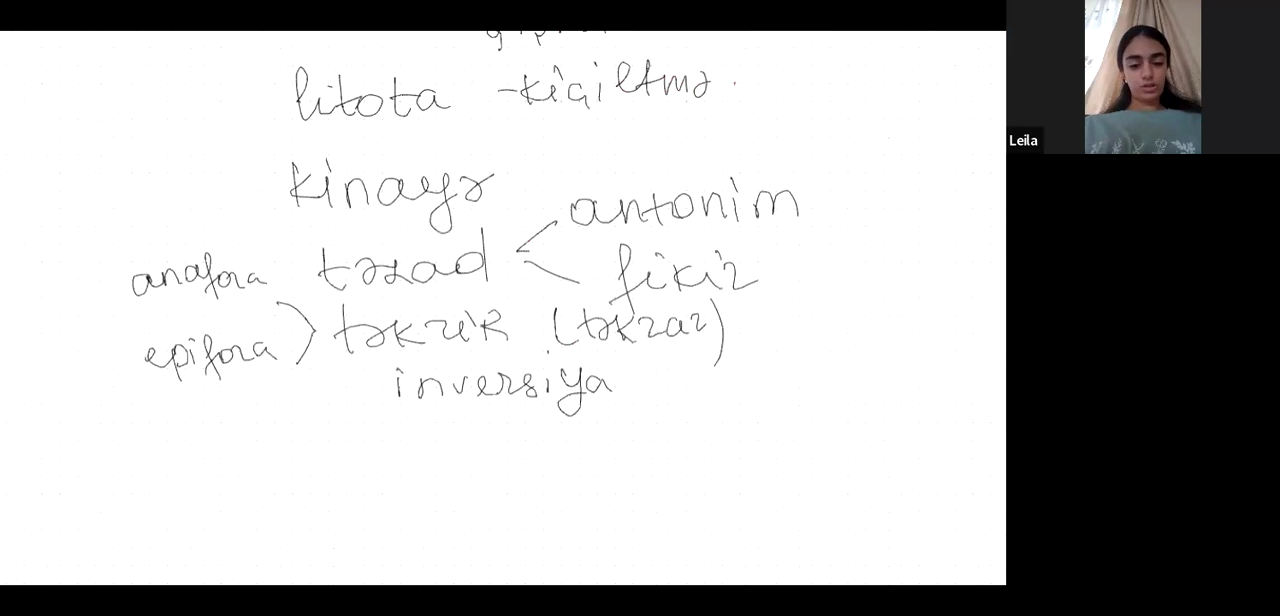 litota - kiçiltmə.
kinayə
antonim
anafora təzad < fikir
epifora ) təkrir (təkrar)
inversiya
Leila